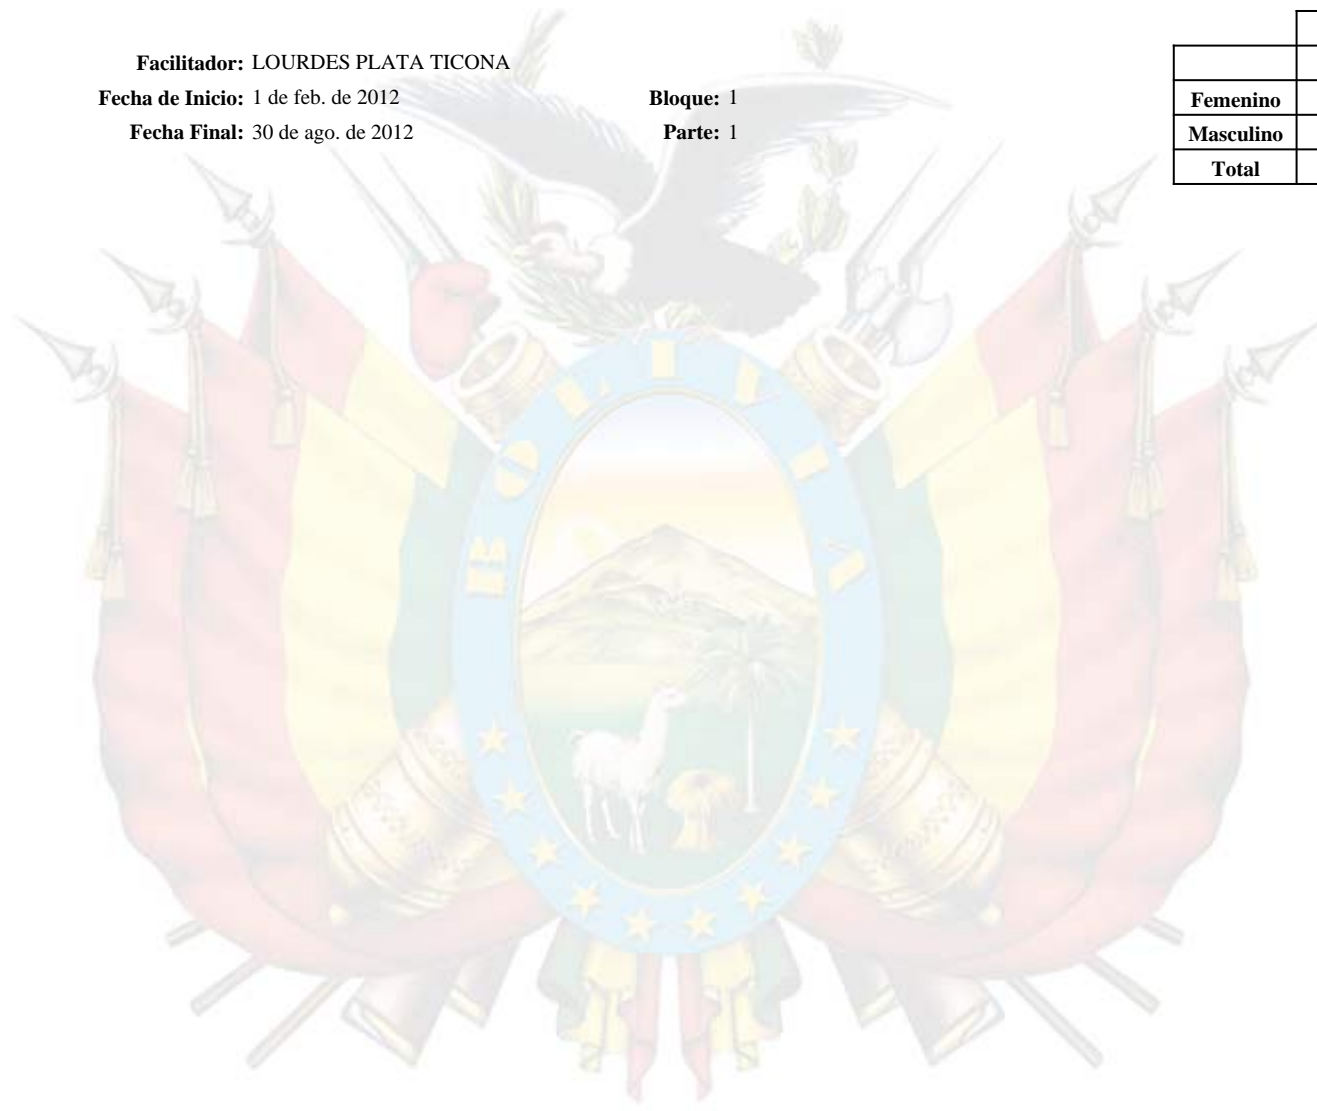 Facilitador: LOURDES PLATA TICONA
Fecha de Inicio: 1 de feb. de 2012 Bloque: 1
Fecha Final: 30 de ago. de 2012 Parte: 1
Femenino
Masculino
Total
BOLIVIA